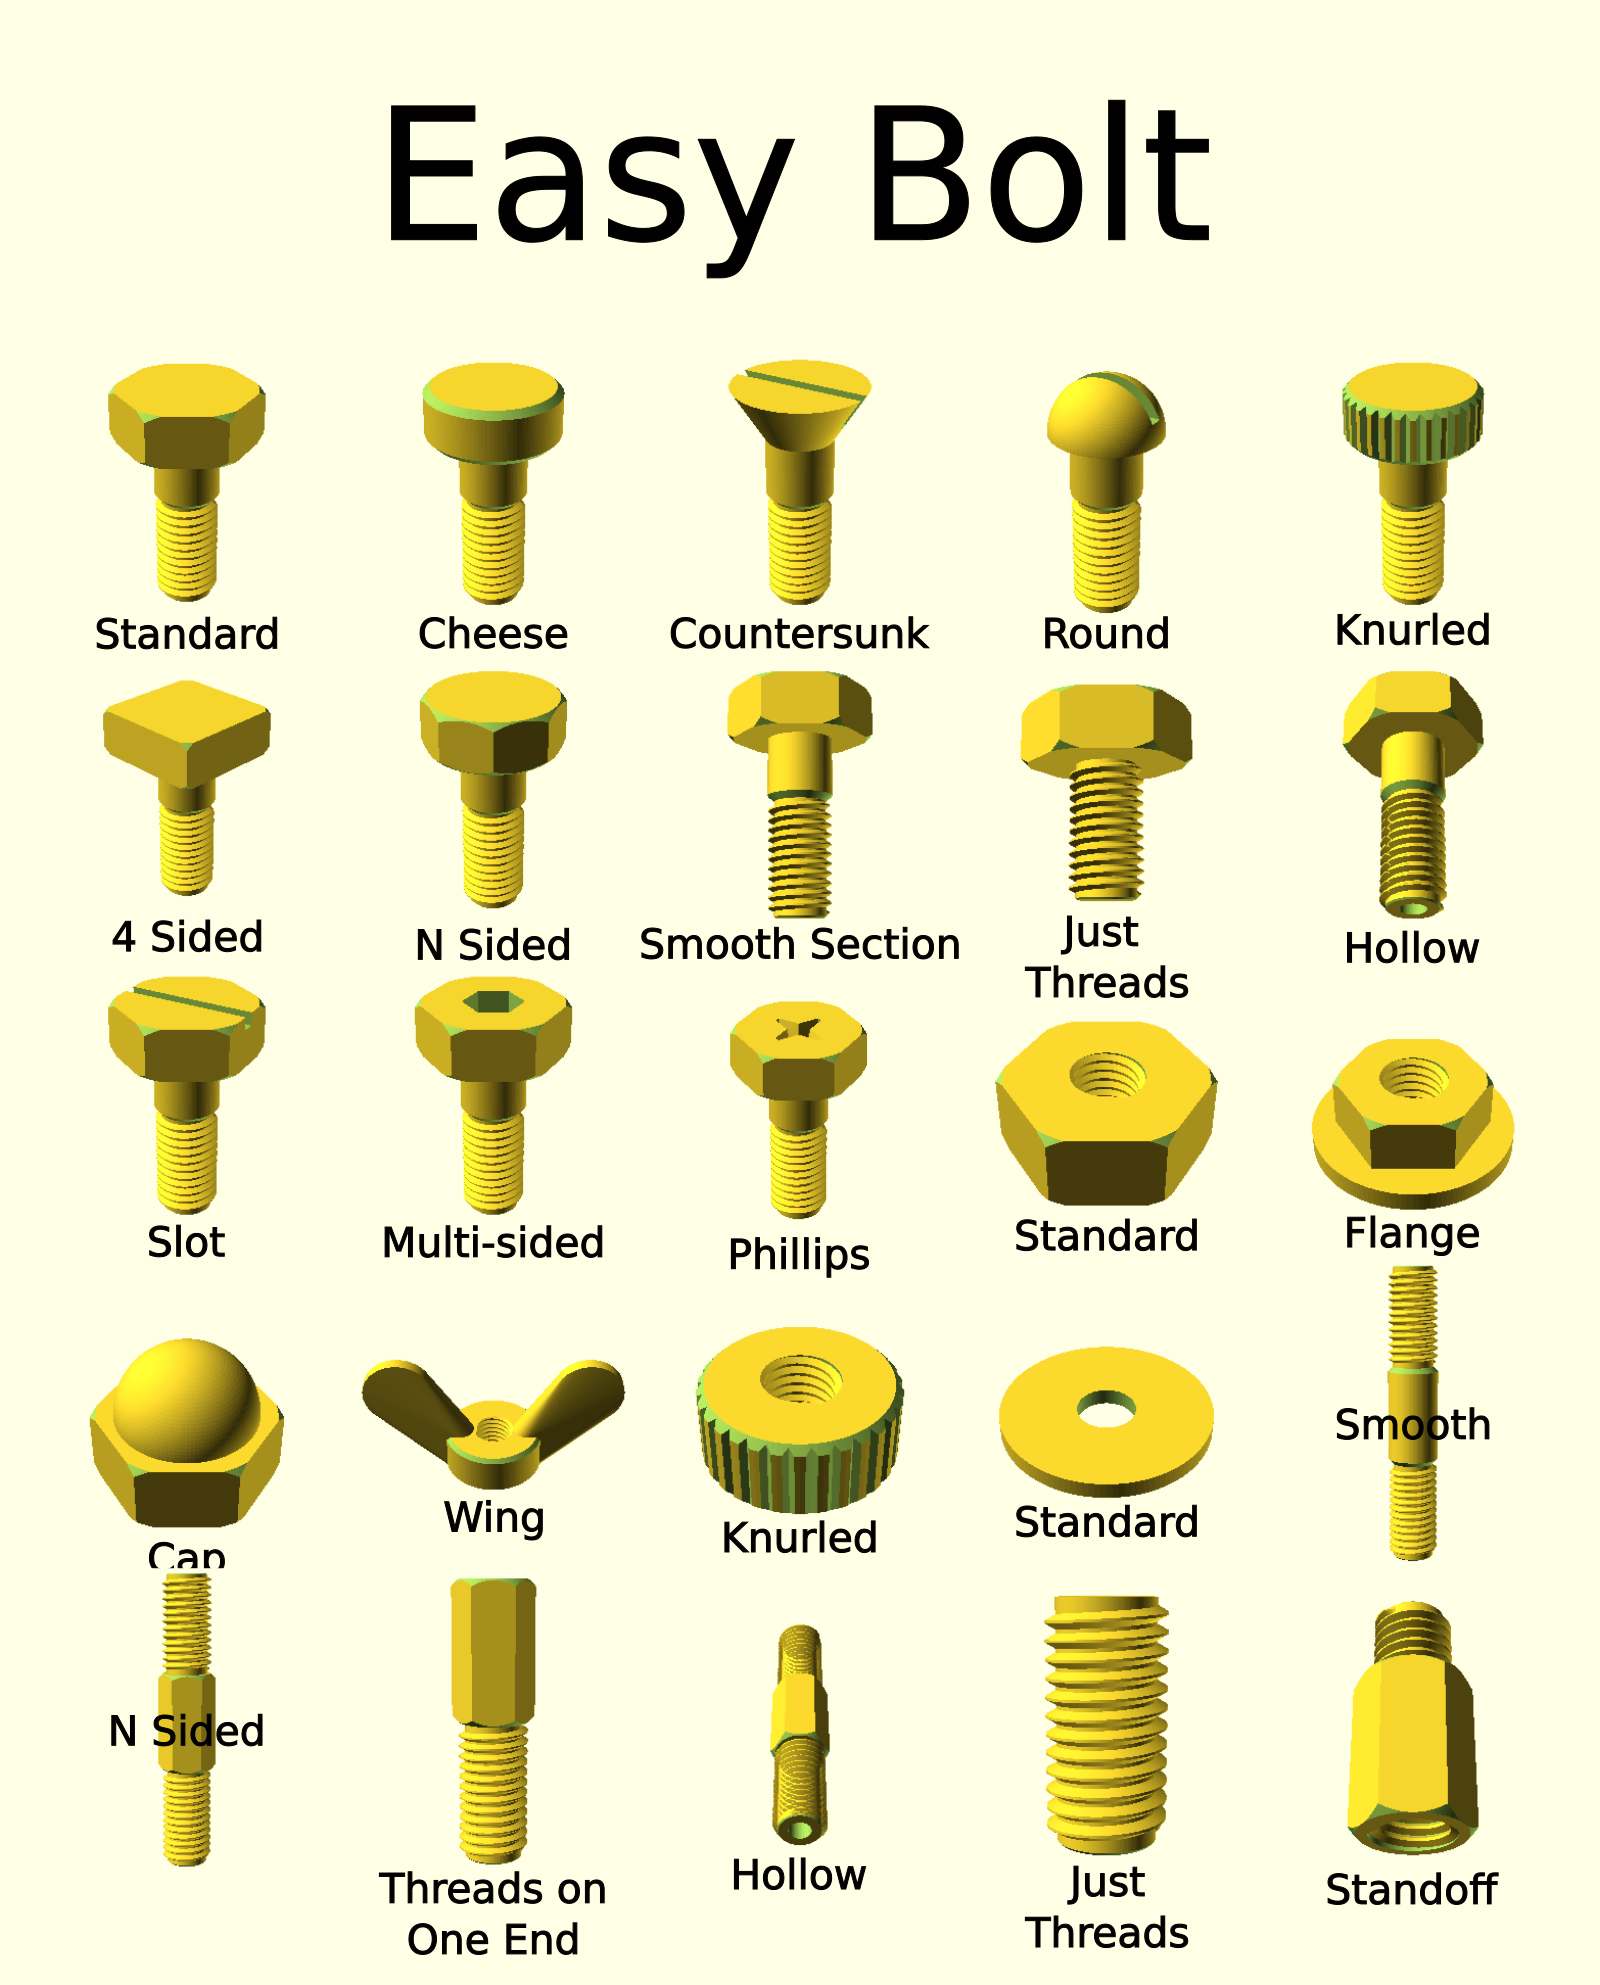 Easy Bolt
Standard
Cheese
Countersunk
Round
Knurled
4 Sided
N Sided
Smooth Section
Just
Threads
Hollow
Slot
Multi-sided
Phillips
Standard
Flange
Cap
Wing
Knurled
Standard
Smooth
N Sided
Threads on
One End
Hollow
Just
Threads
Standoff